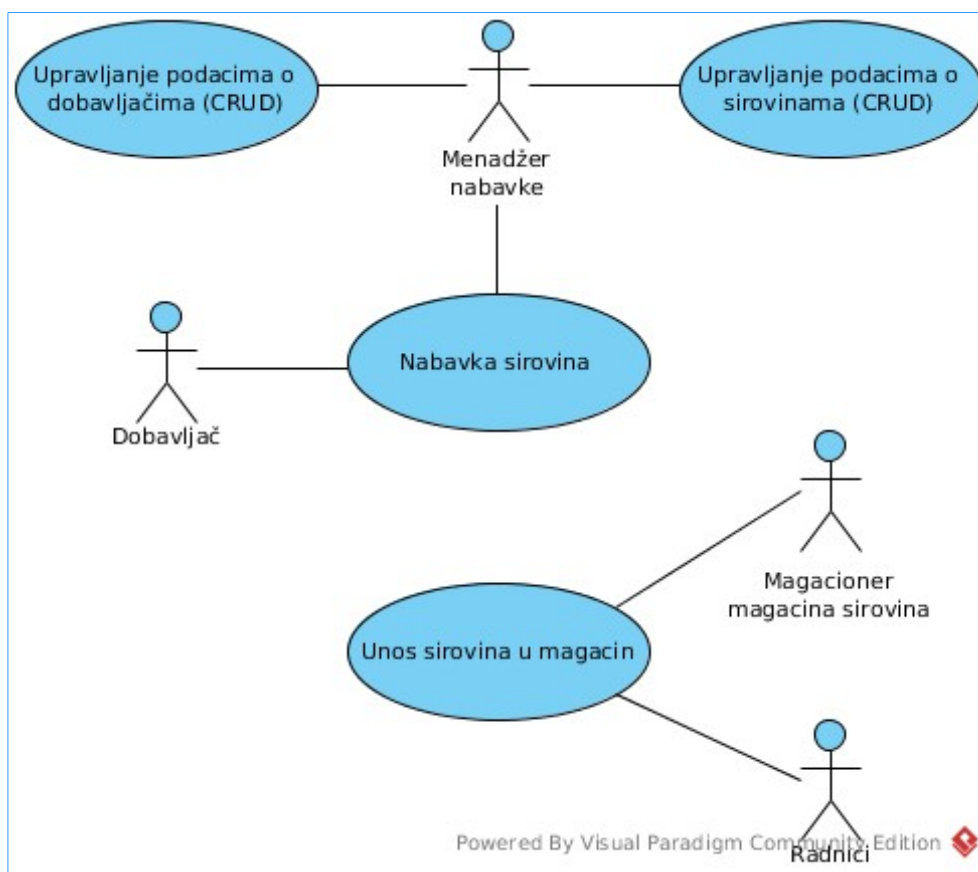 Upravljanje podacima o
dobavljačima (CRUD)
Upravljanje podacima o
sirovinama (CRUD)
Menadžer
nabavke
Nabavka sirovina
Dobavljač
Magacioner
magacina sirovina
Unos sirovina u magacin
Powered By Visual Paradigm Community Edition
Radnici